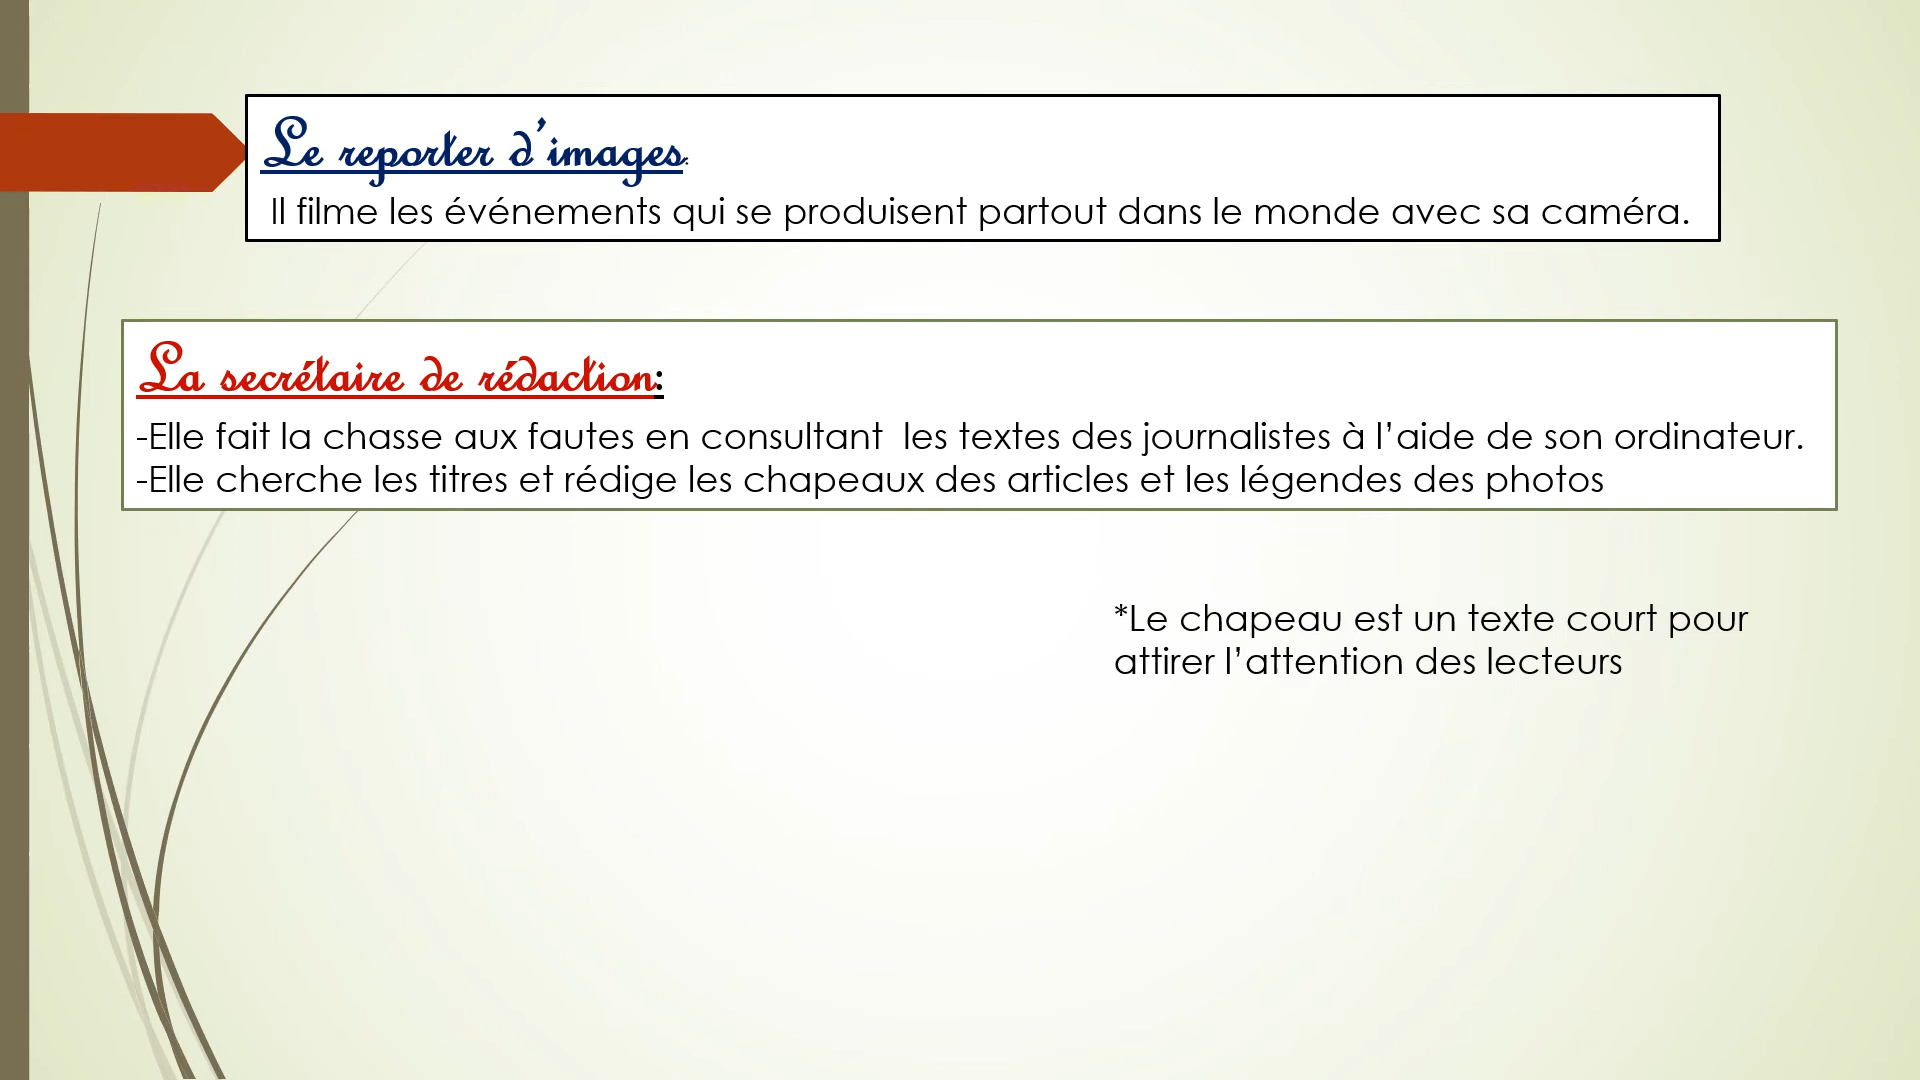 Le reporter d’images:
Il filme les événements qui se produisent partout dans le monde avec sa caméra.
La secrétaire de rédaction:
-Elle fait la chasse aux fautes en consultant  les textes des journalistes à l’aide de son ordinateur.
-Elle cherche les titres et rédige les chapeaux des articles et les légendes des photos
*Le chapeau est un texte court pour
attirer l’attention des lecteurs